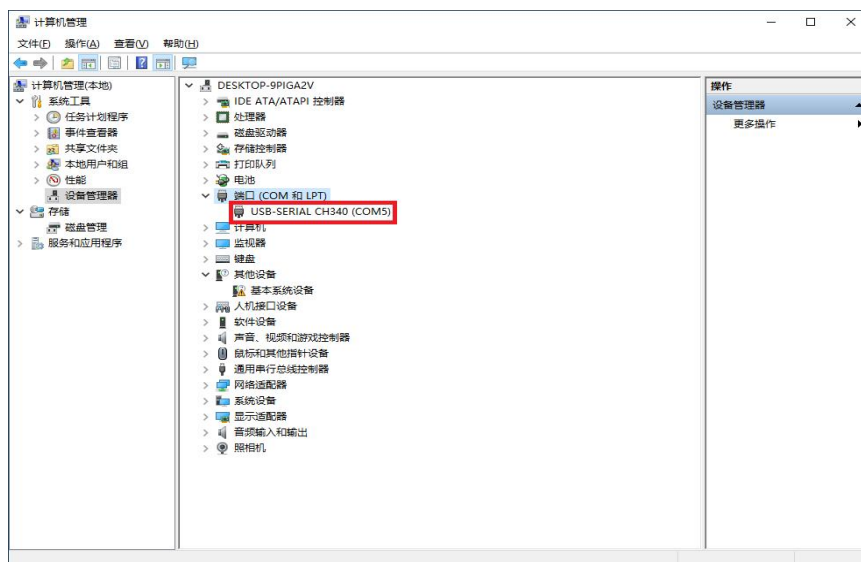 计算机管理
文件(F) 操作(A) 查看(V) 帮助(H)
计算机管理(本地)
系统工具
任务计划程序
事件查看器
共享文件夹
本地用户和组
性能
设备管理器
存储
磁盘管理
服务和应用程序
DESKTOP-9PIGA2V
IDE ATA/ATAPI 控制器
处理器
磁盘驱动器
存储控制器
打印队列
电池
端口 (COM 和 LPT)
USB-SERIAL CH340 (COM5)
计算机
监视器
键盘
其他设备
基本系统设备
人机接口设备
软件设备
声音、视频和游戏控制器
鼠标和其他指针设备
通用串行总线控制器
网络适配器
系统设备
显示适配器
音频输入和输出
照相机
操作
设备管理器
更多操作